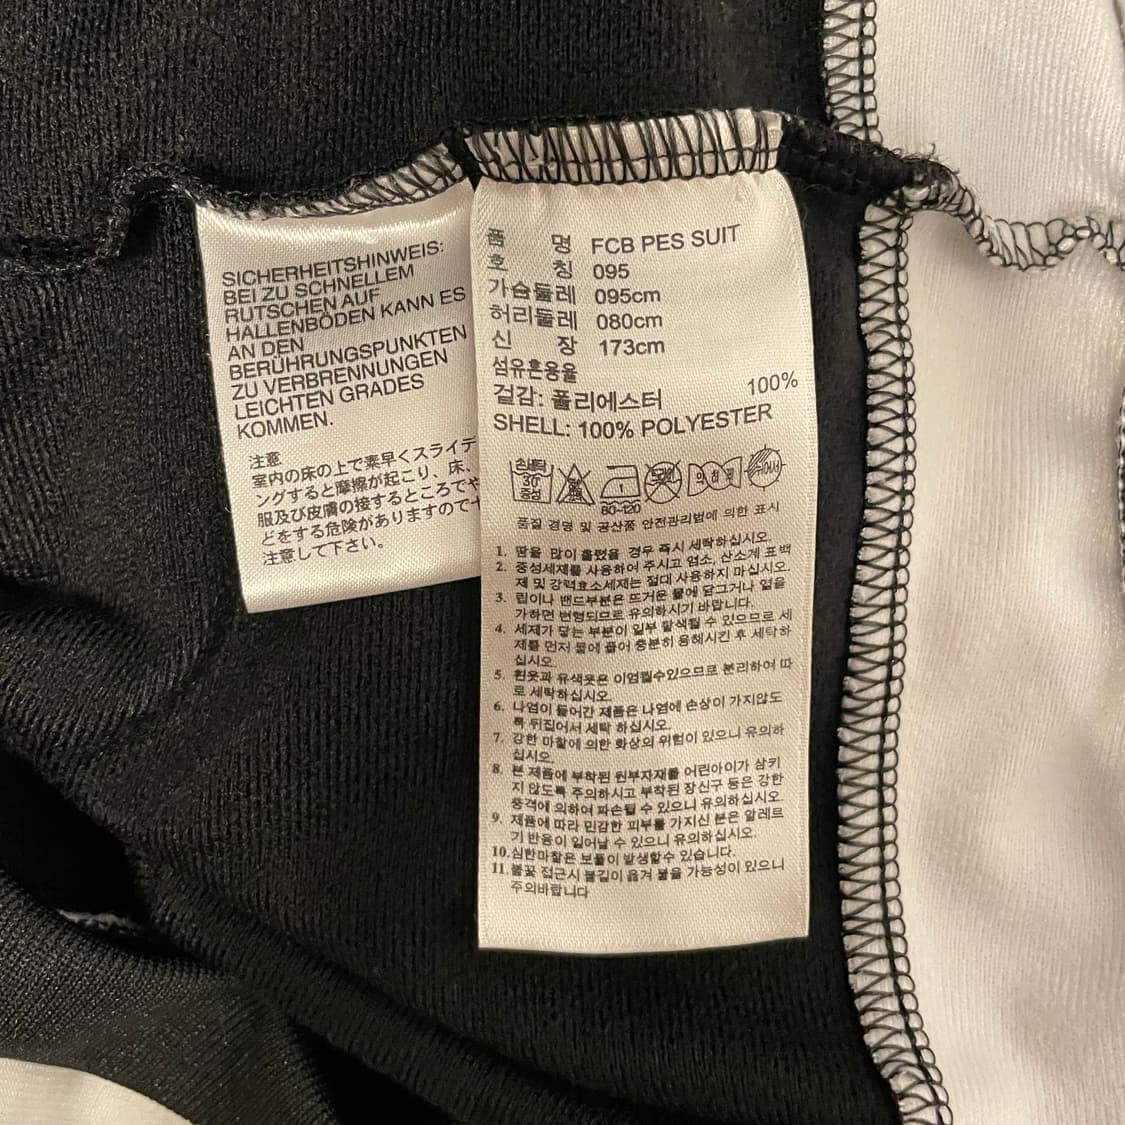 SICHERHEITSHINWEIS:
BEI ZU SCHNELLEM
RUTSCHEN AUF
HALLENBÖDEN KANN ES
AN DEN
BERÜHRUNGSPUNKTEN
ZU VERBRENNUNGEN
LEICHTEN GRADES
KOMMEN.
注意
室内の床の上で素早くスライデ
ングすると摩擦が起こり、床、
服及び皮膚の接するところでや
どをする危険がありますので十
注意して下さい。
품 명 FCB PES SUIT
호 칭 095
가슴둘레 095cm
허리둘레 080cm
신 장 173cm
섬유혼용율
겉감: 폴리에스터 100%
SHELL: 100% POLYESTER
손세탁
30
중성
80~120
품질 경영 및 공산품 안전관리법에 의한 표시
1. 땀을 많이 흘렸을 경우 즉시 세탁하십시오.
2. 중성세제를 사용하여 주시고 염소, 산소계 표백
제 및 강력효소세제는 절대 사용하지 마십시오.
3. 립이나 밴드부분은 뜨거운 물에 담그거나 열을
가하면 변형되므로 유의하시기 바랍니다.
4. 세제가 닿는 부분이 일부 탈색될 수 있으므로 세
제를 먼저 물에 풀어 충분히 용해시킨 후 세탁하
십시오.
5. 흰옷과 유색옷은 이염될수있으므로 분리하여 따
로 세탁하십시오.
6. 나염이 들어간 제품은 나염에 손상이 가지않도
록 뒤집어서 세탁 하십시오.
7. 강한 마찰에 의한 화상의 위험이 있으니 유의하
십시오.
8. 본 제품에 부착된 원부자재를 어린아이가 삼키
지 않도록 주의하시고 부착된 장신구 등은 강한
충격에 의하여 파손될 수 있으니 유의하십시오.
9. 제품에 따라 민감한 피부를 가지신 분은 알레르
기 반응이 일어날 수 있으니 유의하십시오.
10.심한마찰은 보풀이 발생할수 있습니다.
11.불꽃 접근시 불길이 옮겨 붙을 가능성이 있으니
주의바랍니다